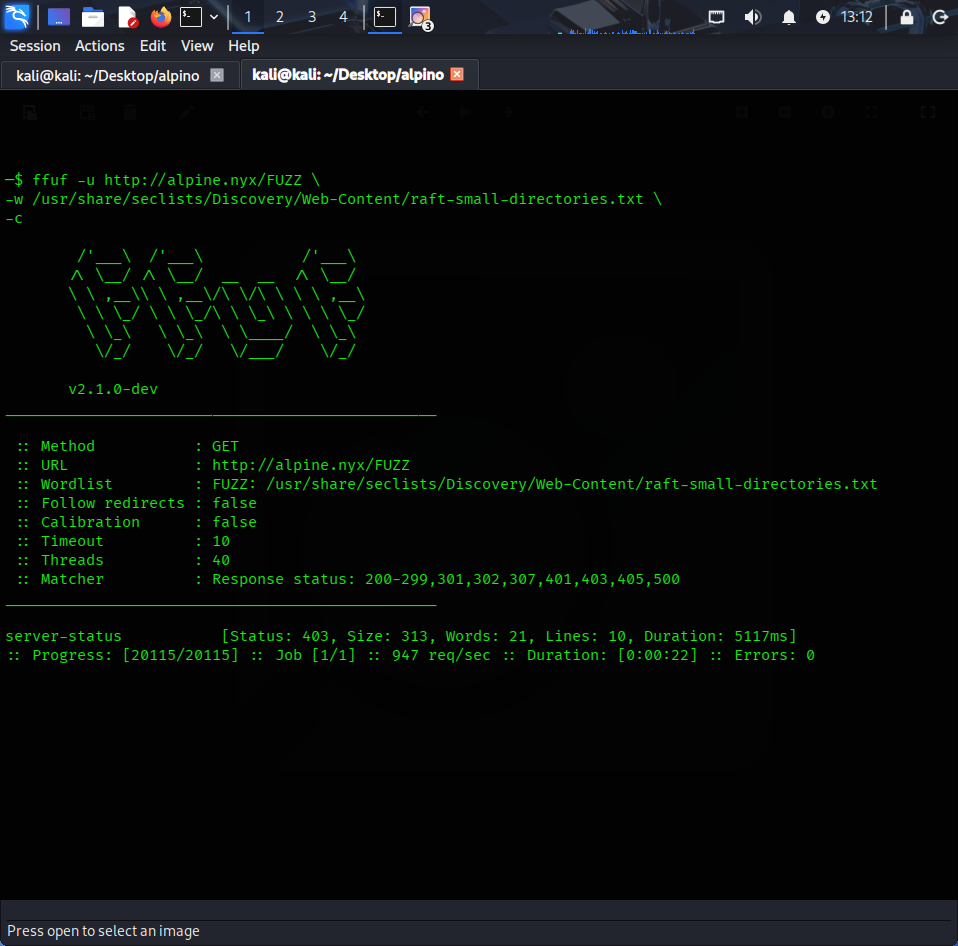 1 2 3 4 3 13:12
Session Actions Edit View Help
kali@kali: ~/Desktop/alpino kali@kali: ~/Desktop/alpino
─$ ffuf -u http://alpine.nyx/FUZZ \
-w /usr/share/seclists/Discovery/Web-Content/raft-small-directories.txt \
-c
/'___\  /'___\           /'___\
/\ \__/ /\ \__/  __  __  /\ \__/
\ \ ,__\\ \ ,__\/\ \/\ \ \ \ ,__\
\ \ \_/ \ \ \_/\ \ \_\ \ \ \ \_/
\ \_\   \ \_\  \ \____/  \ \_\
\/_/    \/_/   \/___/    \/_/
v2.1.0-dev
________________________________________________
:: Method           : GET
:: URL              : http://alpine.nyx/FUZZ
:: Wordlist         : FUZZ: /usr/share/seclists/Discovery/Web-Content/raft-small-directories.txt
:: Follow redirects : false
:: Calibration      : false
:: Timeout          : 10
:: Threads          : 40
:: Matcher          : Response status: 200-299,301,302,307,401,403,405,500
________________________________________________
server-status           [Status: 403, Size: 313, Words: 21, Lines: 10, Duration: 5117ms]
:: Progress: [20115/20115] :: Job [1/1] :: 947 req/sec :: Duration: [0:00:22] :: Errors: 0
Press open to select an image